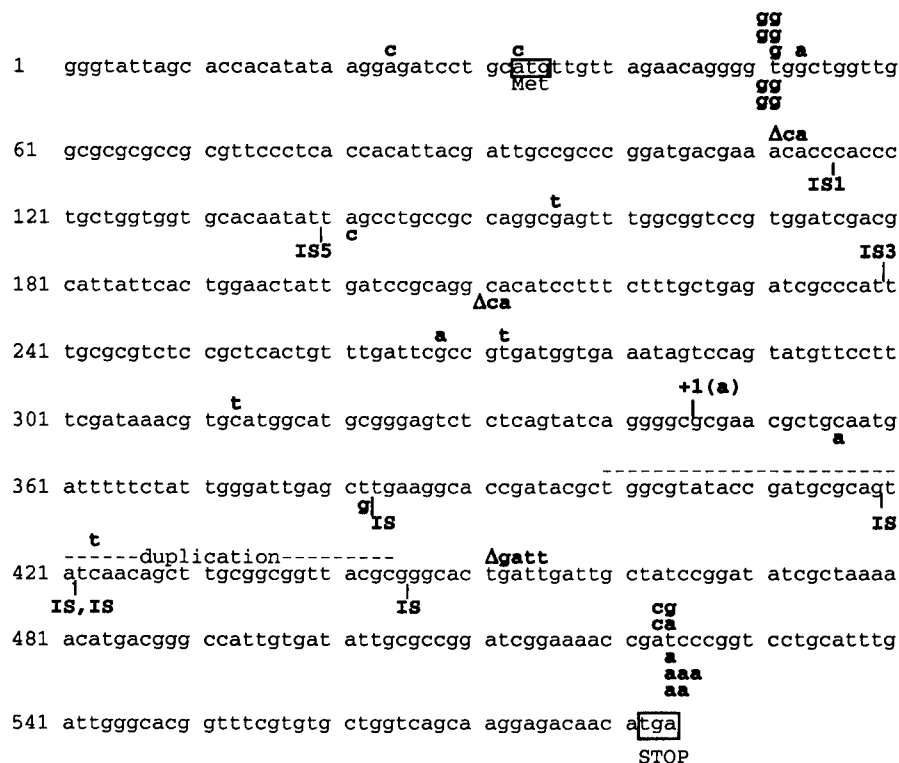 gg
gg
c c g a
1 gggtattagc accacatata aggagatcct gcatgttgtt agaacagggg tggctggttg
Met gg
gg
Δca
61 gcgcgcgccg cgttccctca ccacattacg attgccgccc ggatgacgaa acacccaccc
IS1
t
121 tgctggtggt gcacaatatt agcctgccgc caggcgagtt tggcggtccg tggatcgacg
IS5 c IS3
181 cattattcac tggaactatt gatccgcagg cacatccttt ctttgctgag atcgcccatt
Δca
a t
241 tgcgcgtctc cgctcactgt ttgattcgcc gtgatggtga aatagtccag tatgttcctt
t +1(a)
301 tcgataaacg tgcatggcat gcgggagtct ctcagtatca ggggcgcgaa cgctgcaatg
a
----------------------
361 atttttctat tgggattgag cttgaaggca ccgatacgct tggcgtatacc gatgcgcaqt
g IS IS
t
------duplication--------- Δgatt
421 atcaacagct tgcggcggtt acgcgggcac tgattgattg ctatccggat atcgctaaaa
IS,IS IS
cg
ca
481 acatgacggg ccattgtgat attgcgccgg atcggaaaac cgatcccggt cctgcatttg
a
aaa
aa
541 attgggcacg gtttcgtgtg ctggtcagca aggagacaac atga
STOP